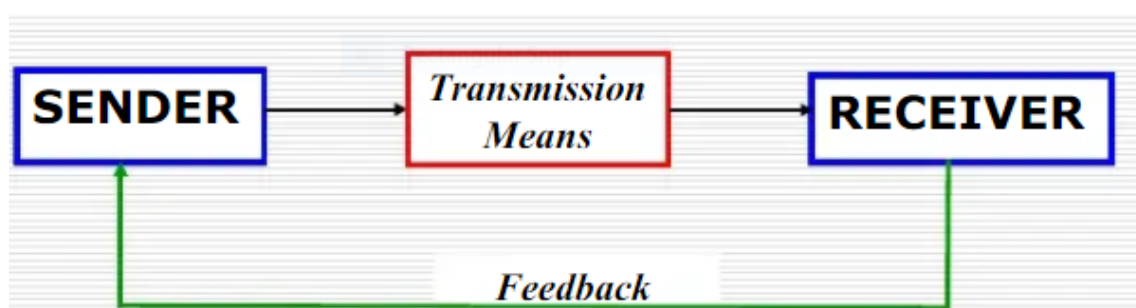 SENDER
Transmission
Means
RECEIVER
Feedback